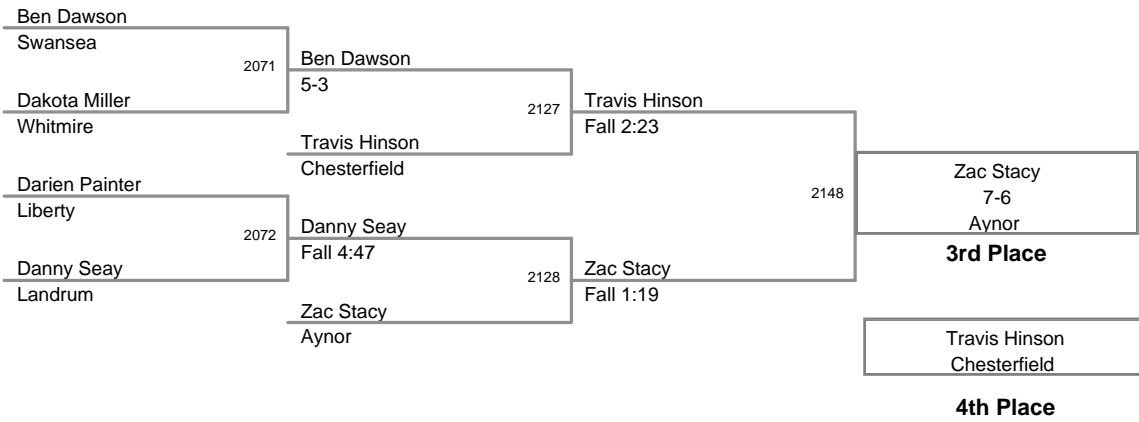 Ben Dawson
Swansea
2071
Dakota Miller
Whitmire
Darien Painter
Liberty
2072
Danny Seay
Landrum
Ben Dawson
5-3
2127
Travis Hinson
Chesterfield
Danny Seay
Fall 4:47
2128
Zac Stacy
Aynor
Travis Hinson
Fall 2:23
2148
Zac Stacy
Fall 1:19
Zac Stacy
7-6
Aynor
3rd Place
Travis Hinson
Chesterfield
4th Place